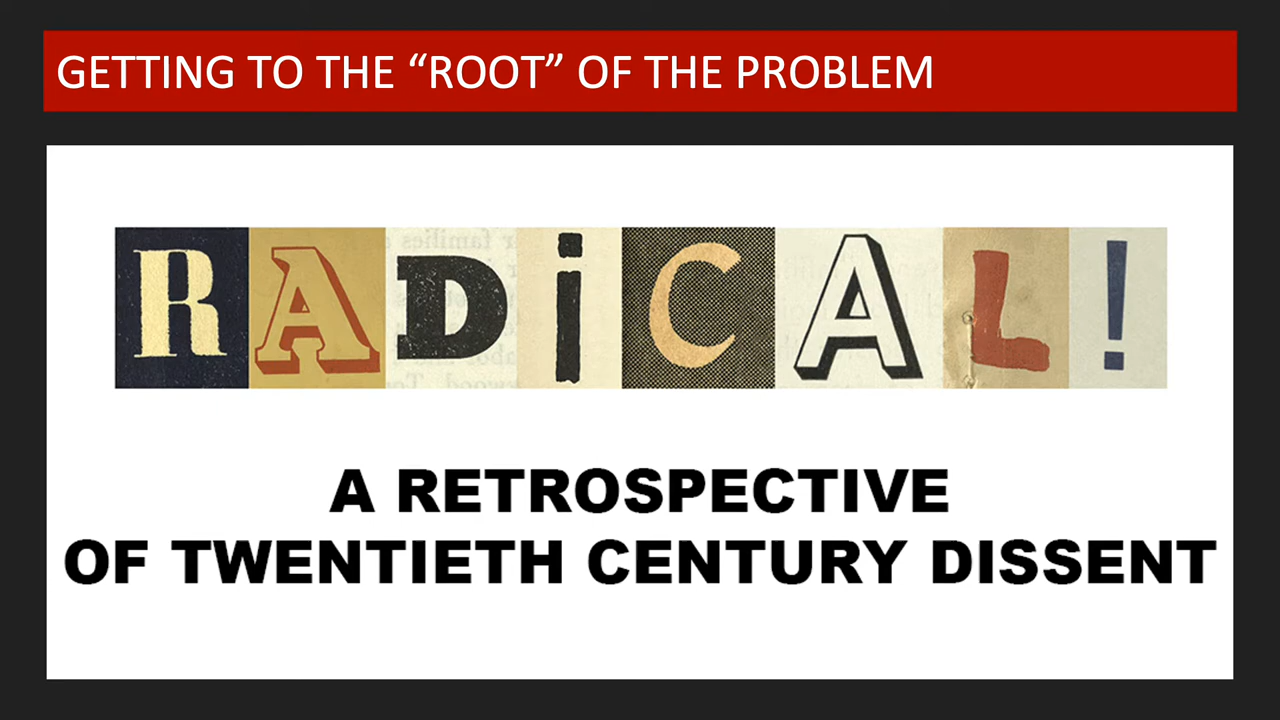 GETTING TO THE “ROOT” OF THE PROBLEM
RADiCAL!
A RETROSPECTIVE
OF TWENTIETH CENTURY DISSENT